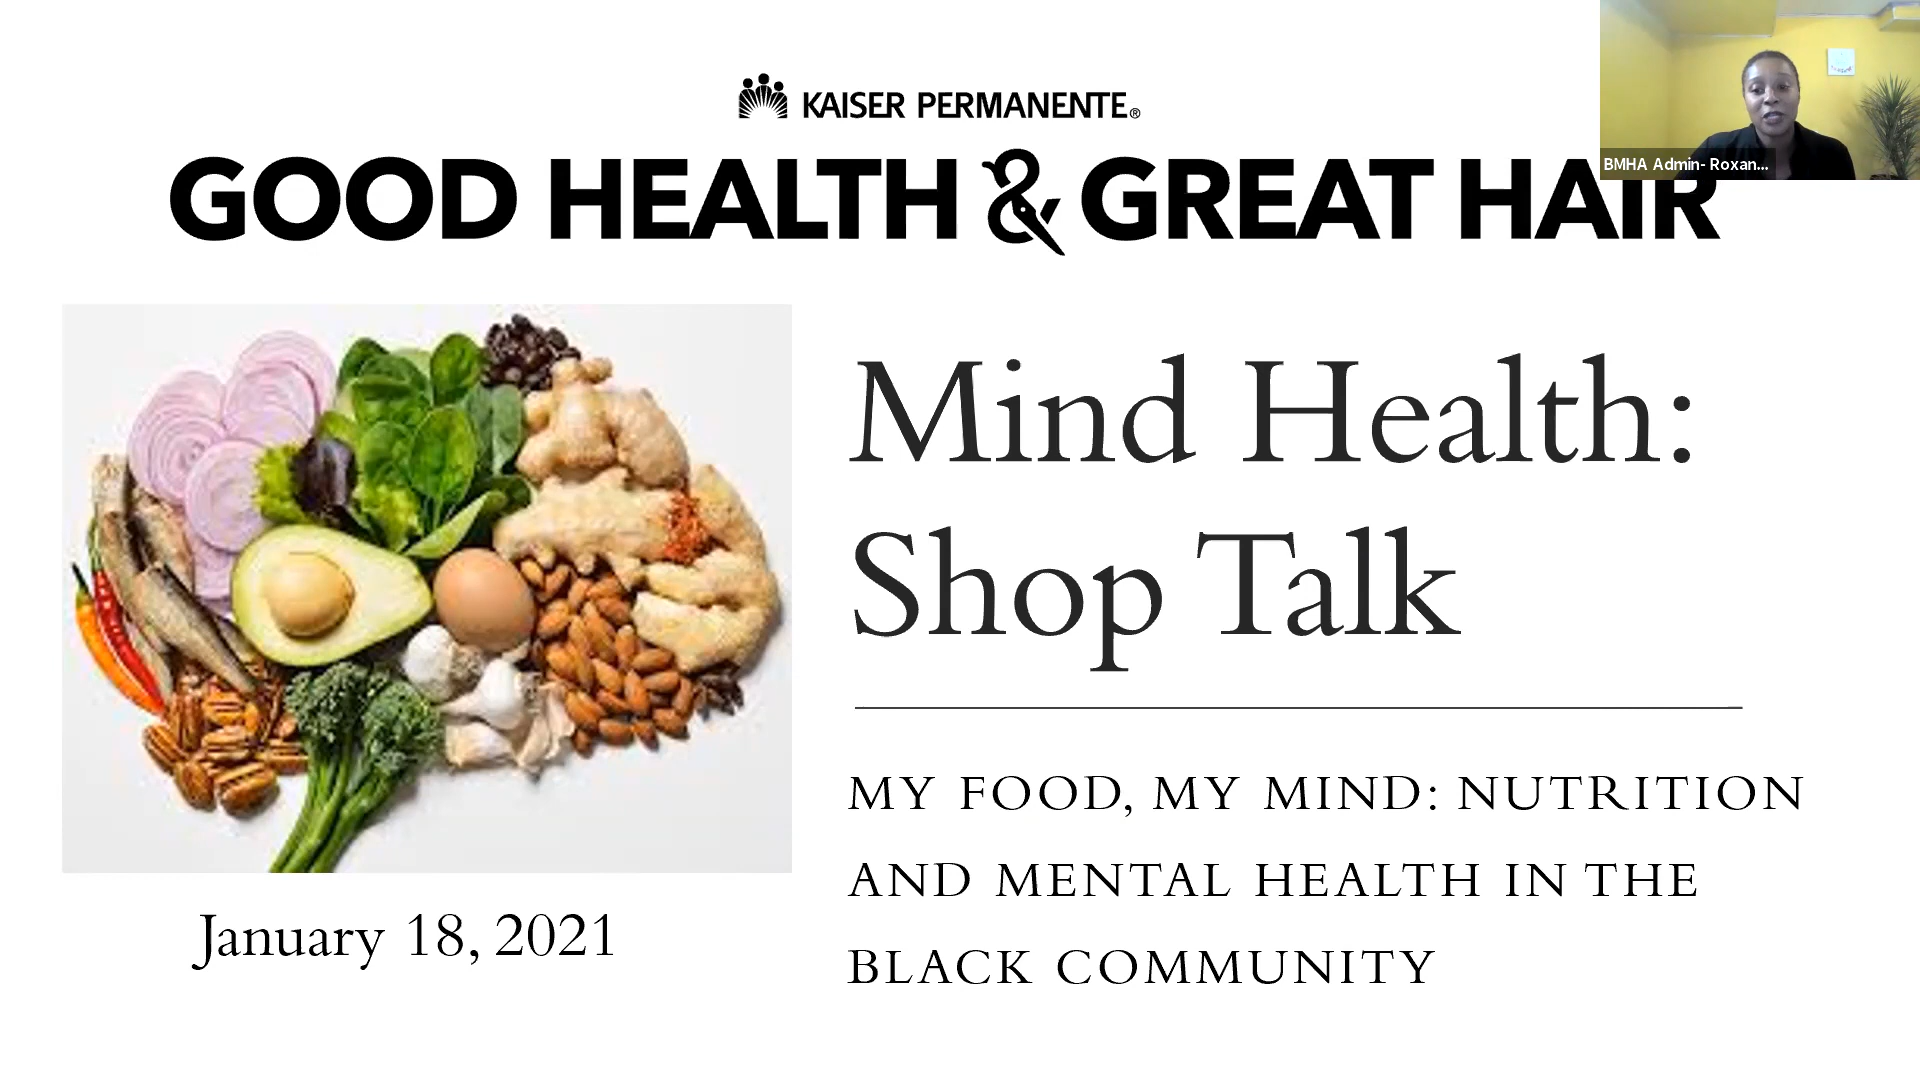 KAISER PERMANENTE®
GOOD HEALTH & GREAT HAIR
BMHA Admin- Roxan...
Mind Health:
Shop Talk
MY FOOD, MY MIND: NUTRITION
AND MENTAL HEALTH IN THE
BLACK COMMUNITY
January 18, 2021